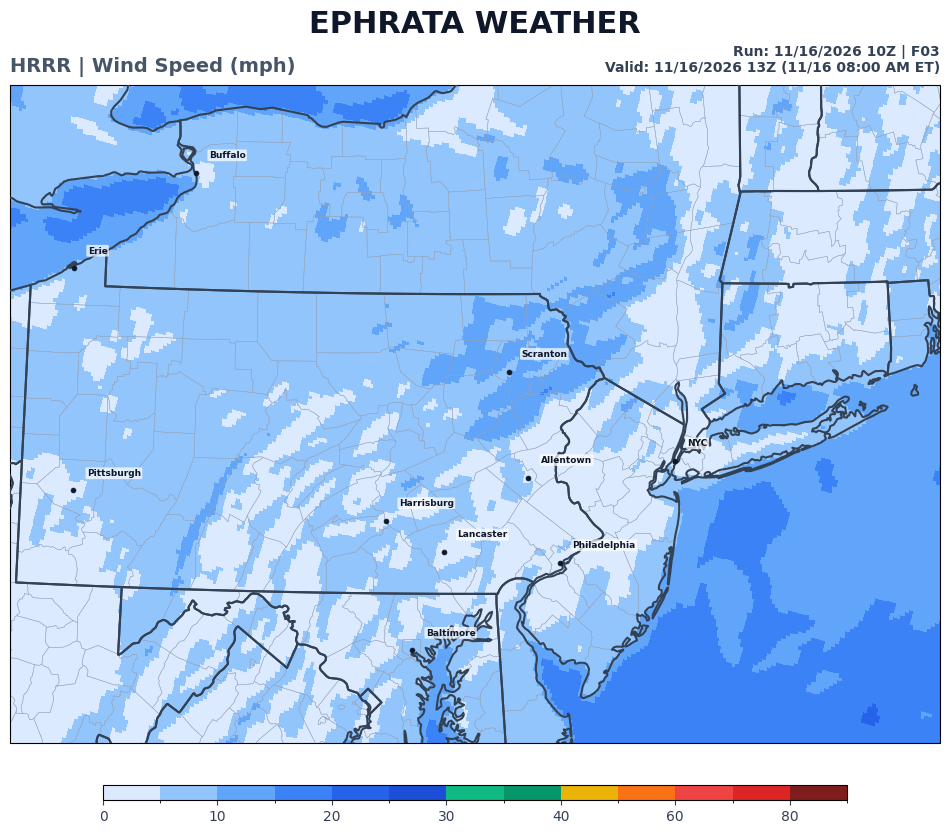 EPHRATA WEATHER
Run: 11/16/2026 10Z | F03
HRRR | Wind Speed (mph)
Valid: 11/16/2026 13Z (11/16 08:00 AM ET)
Buffalo
Erie
Scranton
NYC
Allentown
Pittsburgh
Harrisburg
Lancaster
Philadelphia
Baltimore
0 10 20 30 40 50 60 70 80